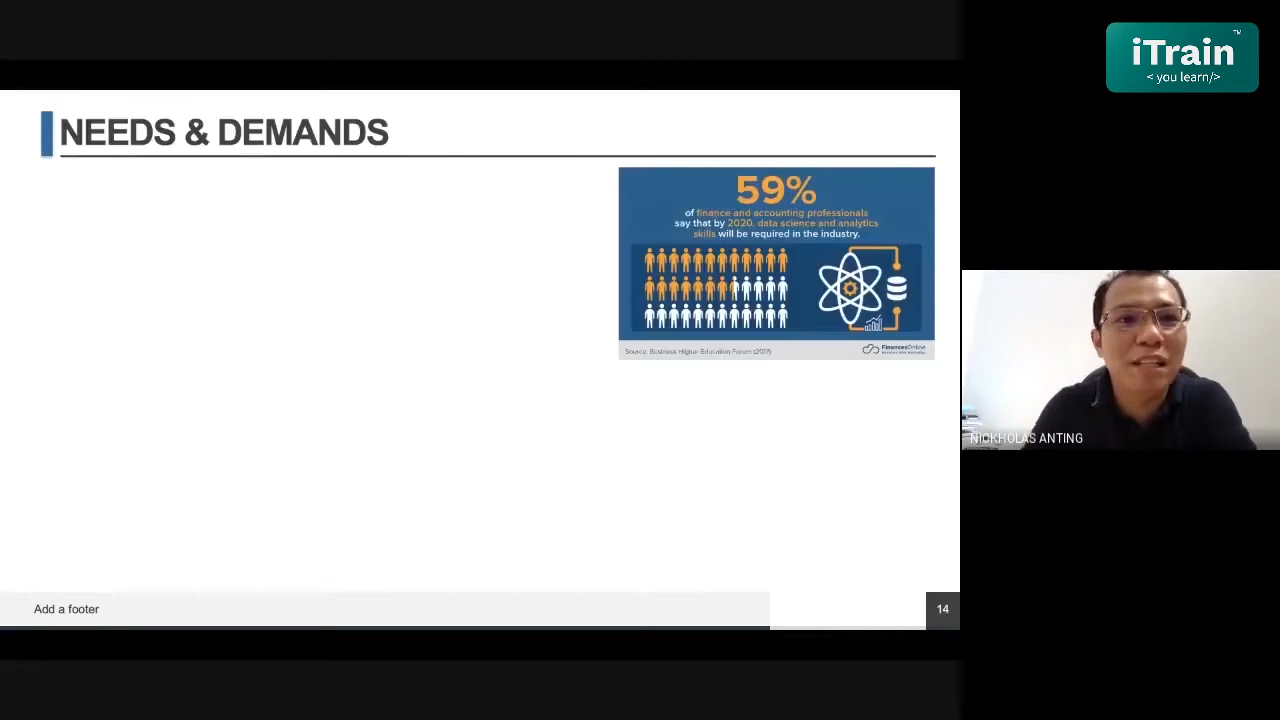 iTrain™
< you learn/>
NEEDS & DEMANDS
59%
of finance and accounting professionals
say that by 2020, data science and analytics
skills will be required in the industry.
Source: Business Higher Education Forum (2017)
FinancesOnline
NICKHOLAS ANTING
Add a footer
14